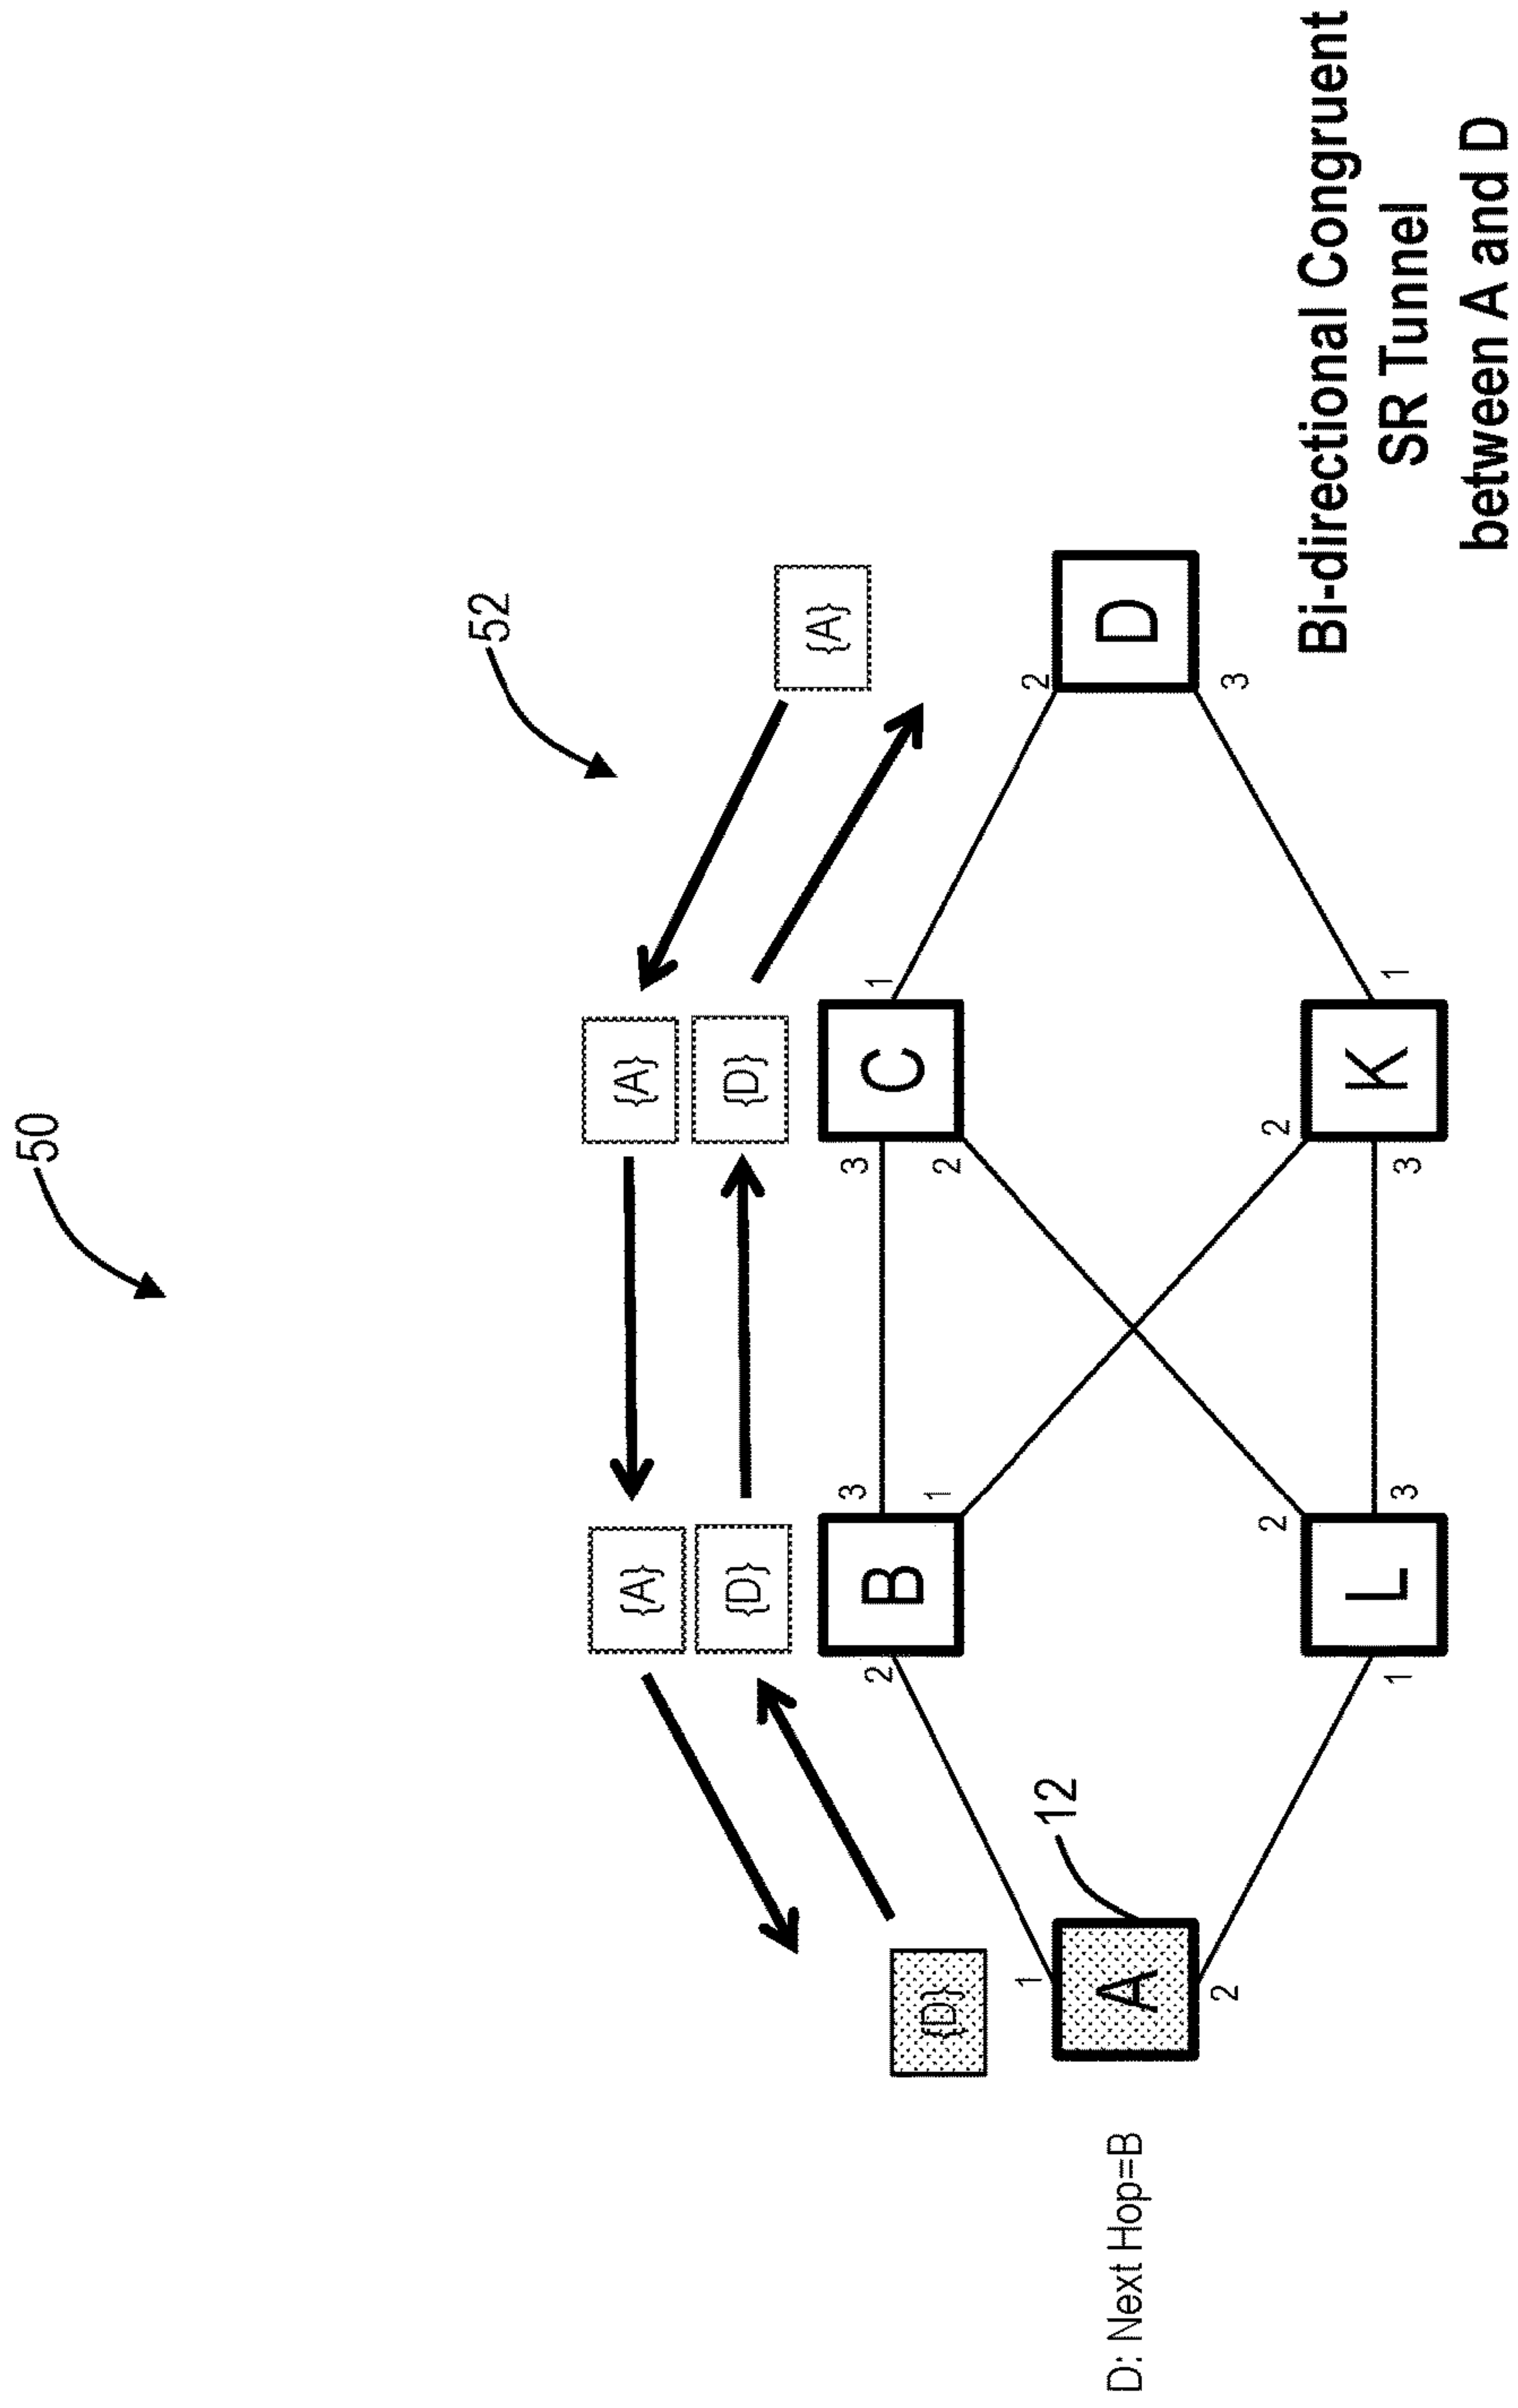 50
52
{A}
{A}
{D}
{D}
{A}
3
3
2
B
C
1
{D}
1
2
1
12
2
D: Next Hop=B
A
D
2
3
2
2
L
K
1
3
3
1
Bi-directional Congruent
SR Tunnel
between A and D